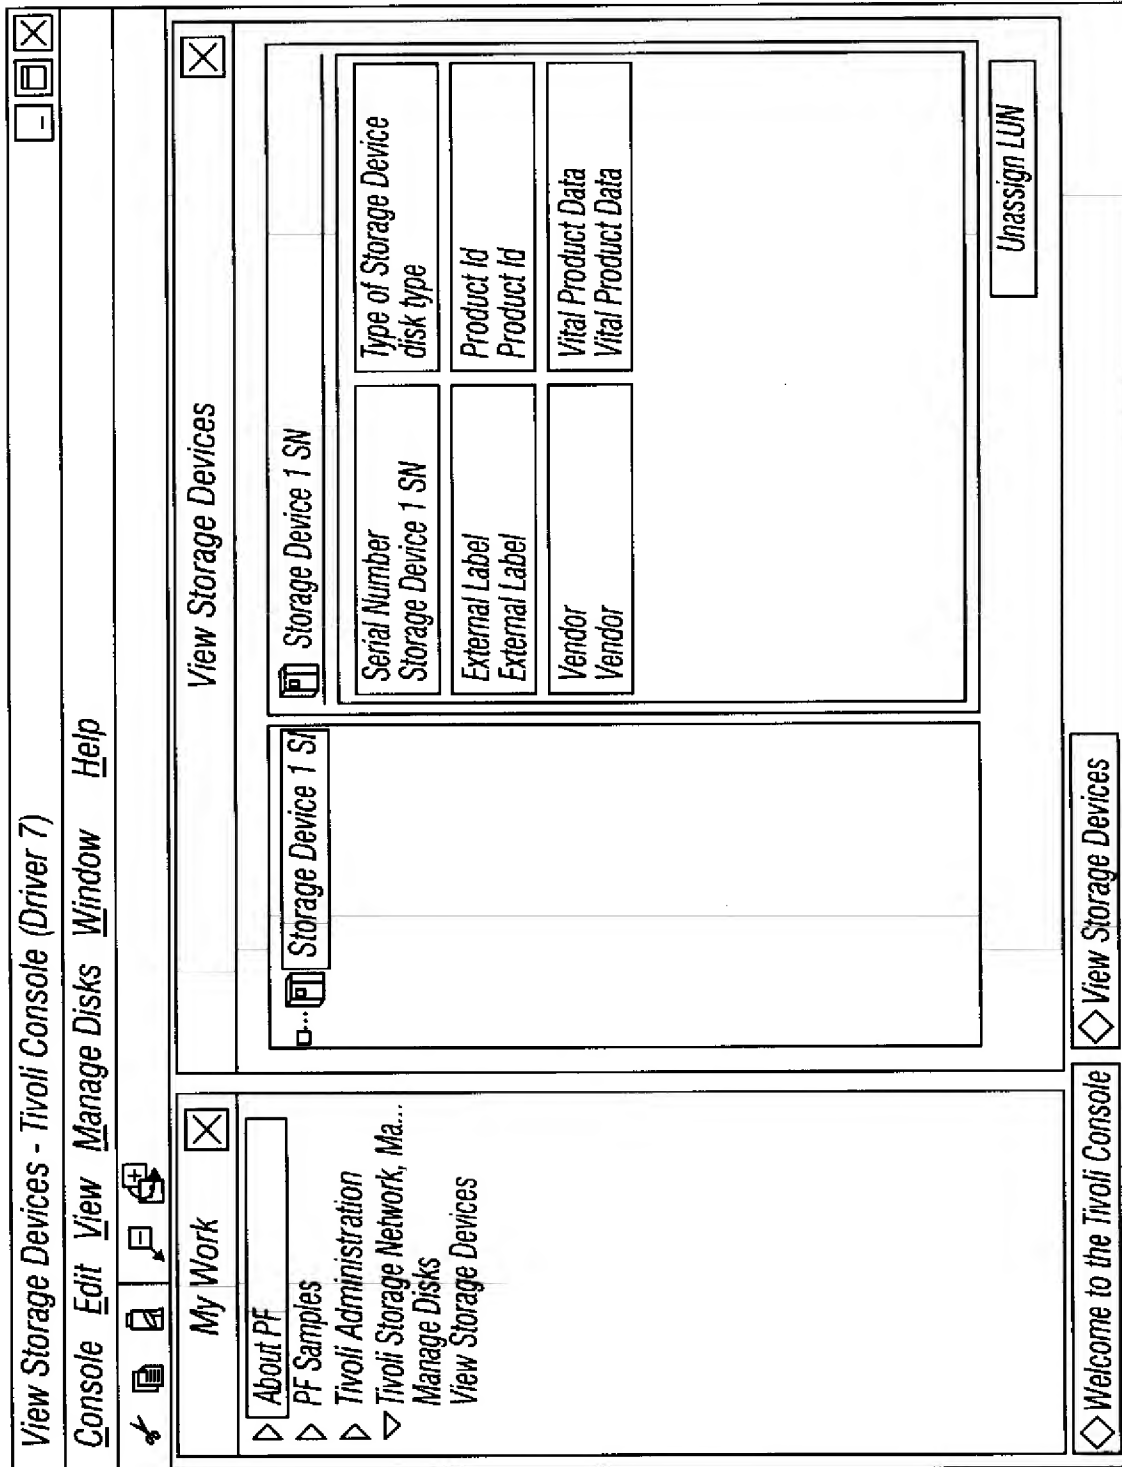 View Storage Devices - Tivoli Console (Driver 7)
Console Edit View Manage Disks Window Help
My Work
About PF
PF Samples
Tivoli Administration
Tivoli Storage Network, Ma...
Manage Disks
View Storage Devices
View Storage Devices
Storage Device 1 SN
Storage Device 1 SN
Serial Number
Storage Device 1 SN
Type of Storage Device
disk type
External Label
External Label
Product Id
Product Id
Vendor
Vendor
Vital Product Data
Vital Product Data
Unassign LUN
Welcome to the Tivoli Console
View Storage Devices